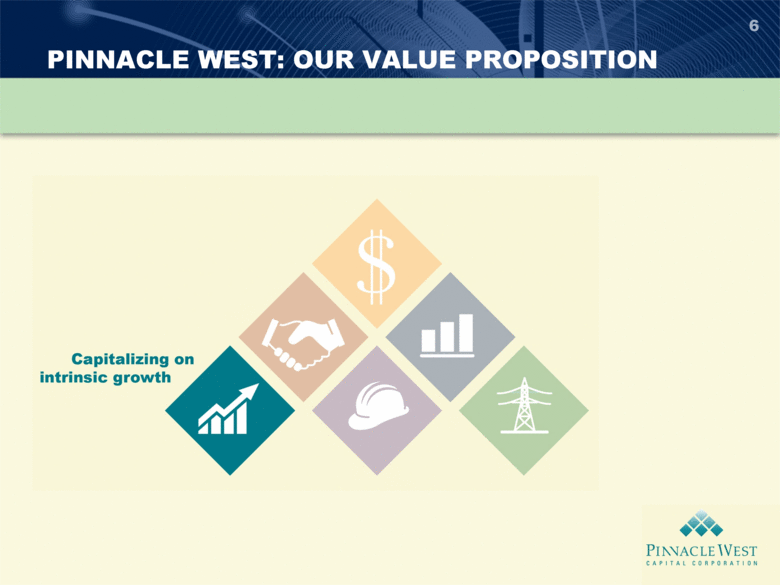 6
PINNACLE WEST: OUR VALUE PROPOSITION
$
Capitalizing on
intrinsic growth
PINNACLE WEST
CAPITAL CORPORATION